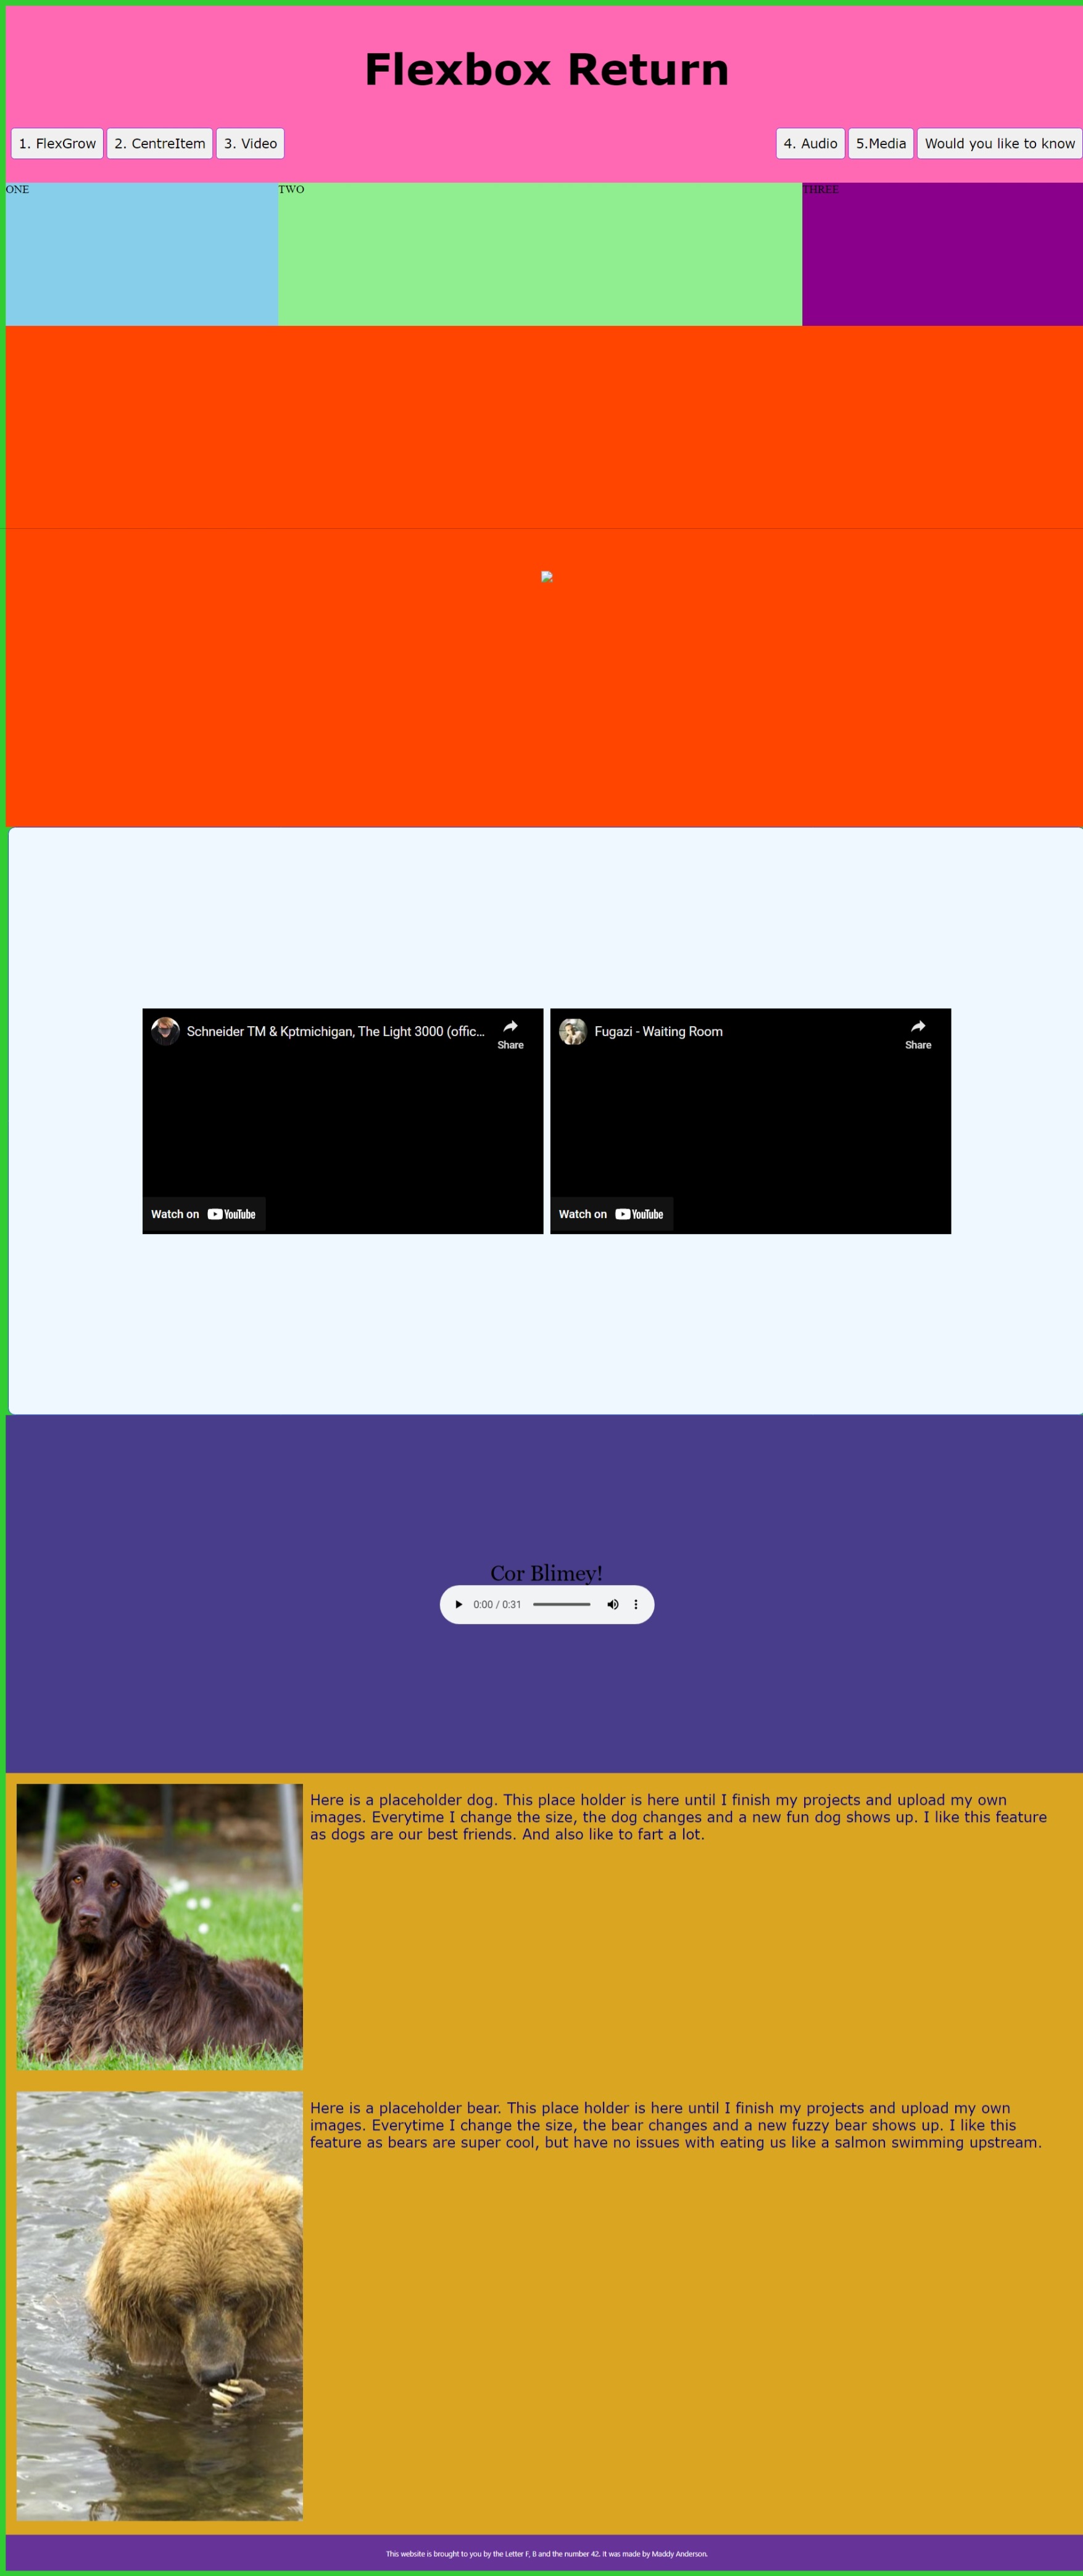 Flexbox Return
1. FlexGrow 2. CentreItem 3. Video 4. Audio 5.Media Would you like to know
ONE TWO THREE
Schneider TM & Kptmichigan, The Light 3000 (offic... Share
Fugazi - Waiting Room Share
Watch on YouTube
Watch on YouTube
Cor Blimey!
0:00 / 0:31
Here is a placeholder dog. This place holder is here until I finish my projects and upload my own
images. Everytime I change the size, the dog changes and a new fun dog shows up. I like this feature
as dogs are our best friends. And also like to fart a lot.
Here is a placeholder bear. This place holder is here until I finish my projects and upload my own
images. Everytime I change the size, the bear changes and a new fuzzy bear shows up. I like this
feature as bears are super cool, but have no issues with eating us like a salmon swimming upstream.
This website is brought to you by the Letter F, B and the number 42. It was made by Maddy Anderson.